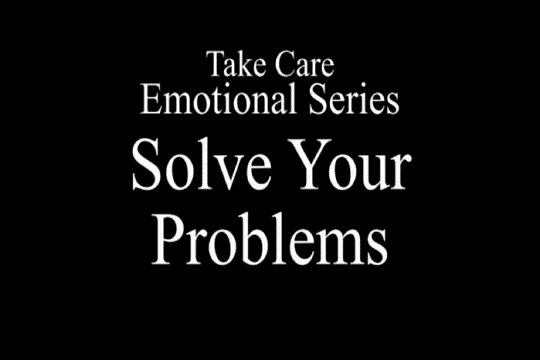 Take Care
Emotional Series
Solve Your
Problems